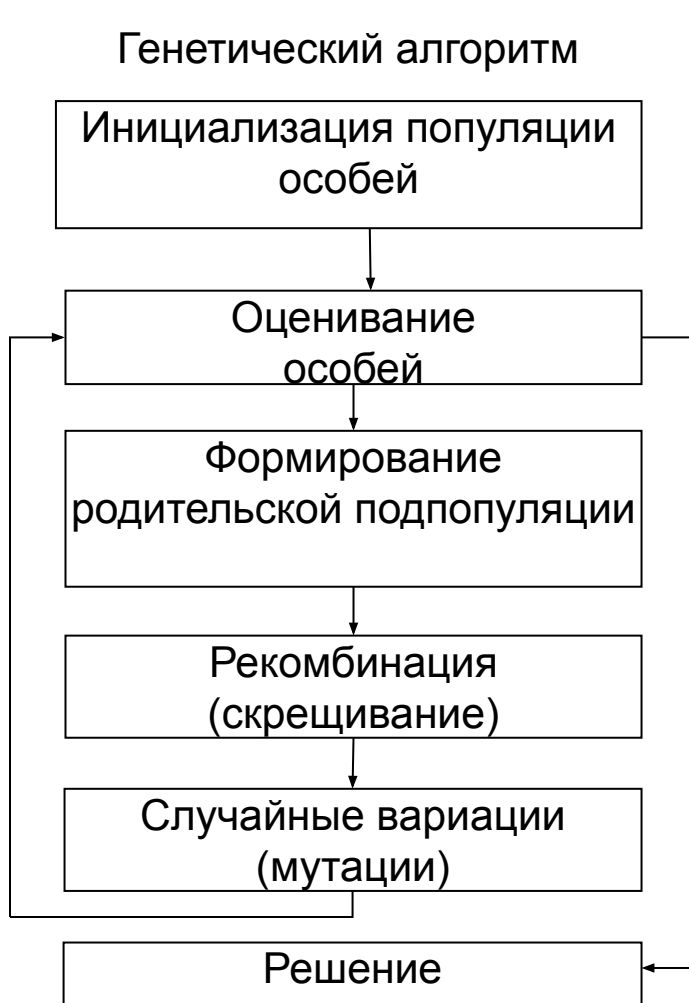 Генетический алгоритм
Инициализация популяции
особей
Оценивание
особей
Формирование
родительской подпопуляции
Рекомбинация
(скрещивание)
Случайные вариации
(мутации)
Решение